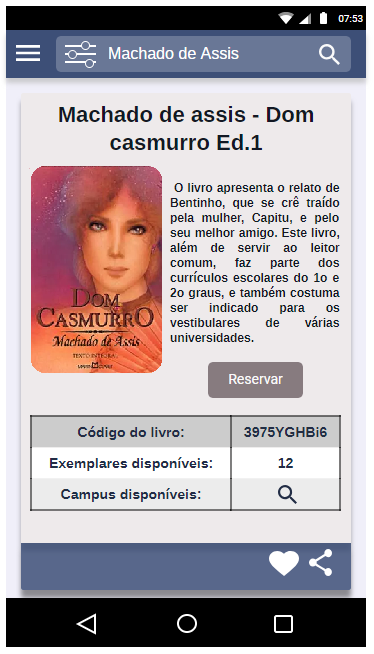 07:53
Machado de Assis
Machado de assis - Dom
casmurro Ed.1
DOM
CASMURRO
Machado de Assis
TEXTO INTEGRAL
O livro apresenta o relato de
Bentinho, que se crê traído
pela mulher, Capitu, e pelo
seu melhor amigo. Este livro,
além de servir ao leitor
comum, faz parte dos
currículos escolares do 1o e
2o graus, e também costuma
ser indicado para os
vestibulares de várias
universidades.
Reservar
Código do livro: 3975YGHBi6
Exemplares disponíveis: 12
Campus disponíveis: